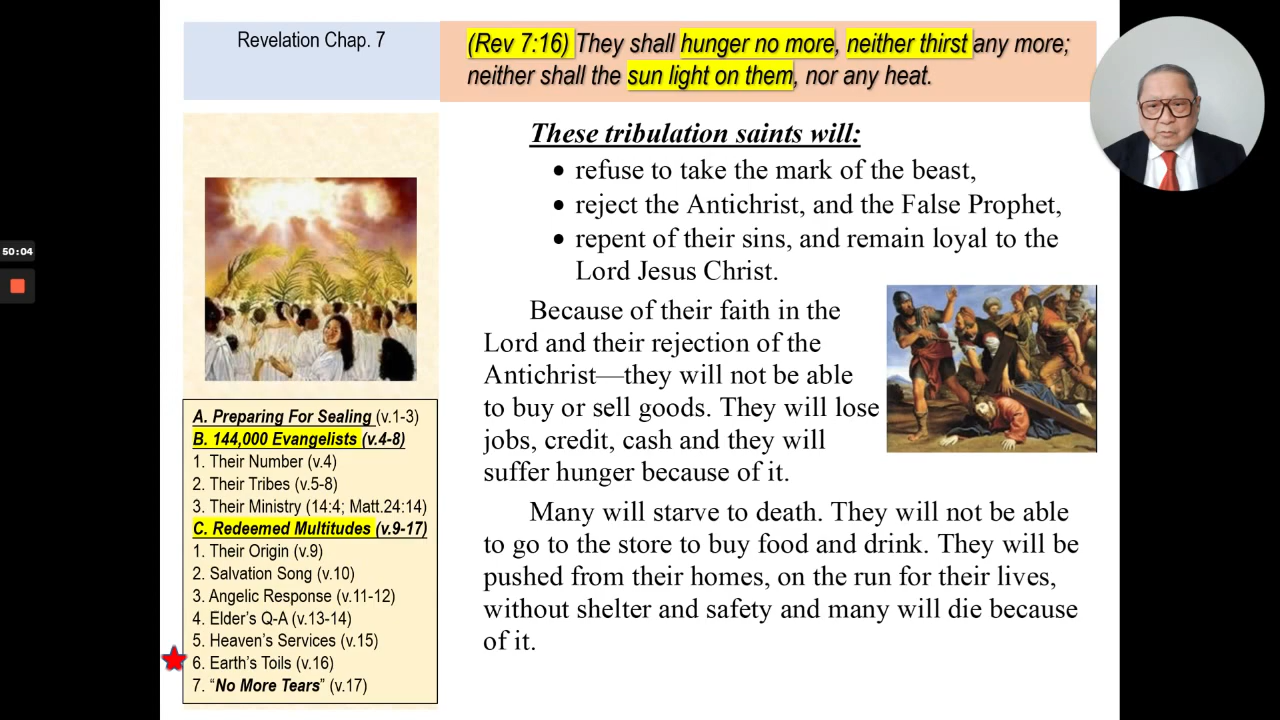 Revelation Chap. 7
(Rev 7:16) They shall hunger no more, neither thirst any more;
neither shall the sun light on them, nor any heat.
50:04
These tribulation saints will:
• refuse to take the mark of the beast,
• reject the Antichrist, and the False Prophet,
• repent of their sins, and remain loyal to the
Lord Jesus Christ.
Because of their faith in the
Lord and their rejection of the
Antichrist—they will not be able
to buy or sell goods. They will lose
jobs, credit, cash and they will
suffer hunger because of it.
Many will starve to death. They will not be able
to go to the store to buy food and drink. They will be
pushed from their homes, on the run for their lives,
without shelter and safety and many will die because
of it.
A. Preparing For Sealing (v.1-3)
B. 144,000 Evangelists (v.4-8)
1. Their Number (v.4)
2. Their Tribes (v.5-8)
3. Their Ministry (14:4; Matt.24:14)
C. Redeemed Multitudes (v.9-17)
1. Their Origin (v.9)
2. Salvation Song (v.10)
3. Angelic Response (v.11-12)
4. Elder’s Q-A (v.13-14)
5. Heaven’s Services (v.15)
6. Earth’s Toils (v.16)
7. “No More Tears” (v.17)